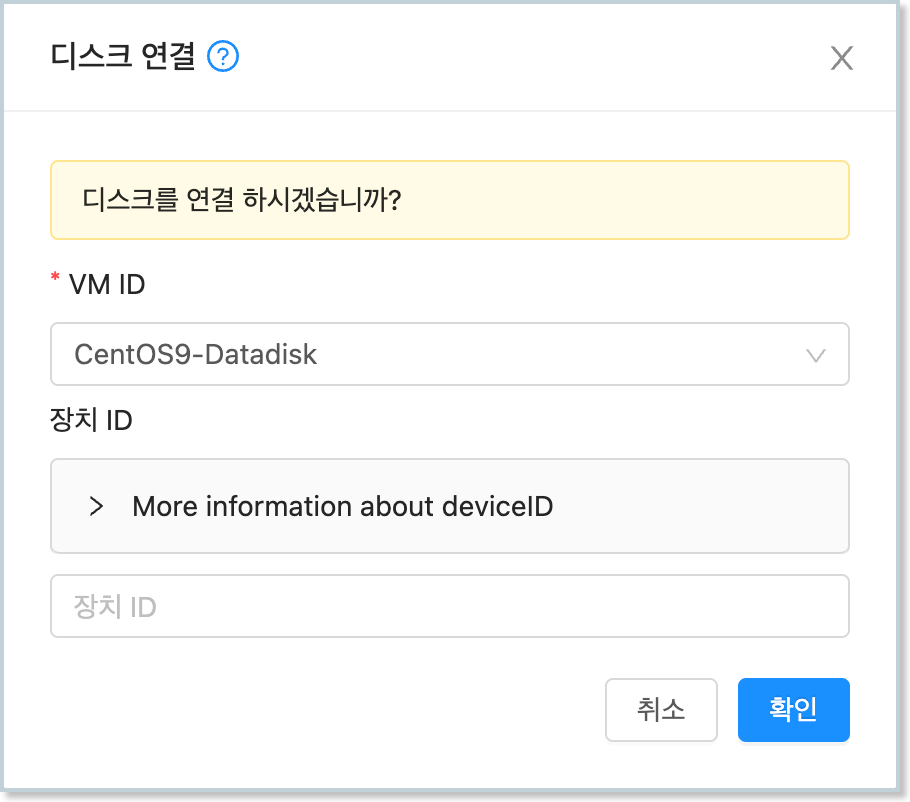 디스크 연결 ?
디스크를 연결 하시겠습니까?
* VM ID
CentOS9-Datadisk
장치 ID
More information about deviceID
장치 ID
취소 확인